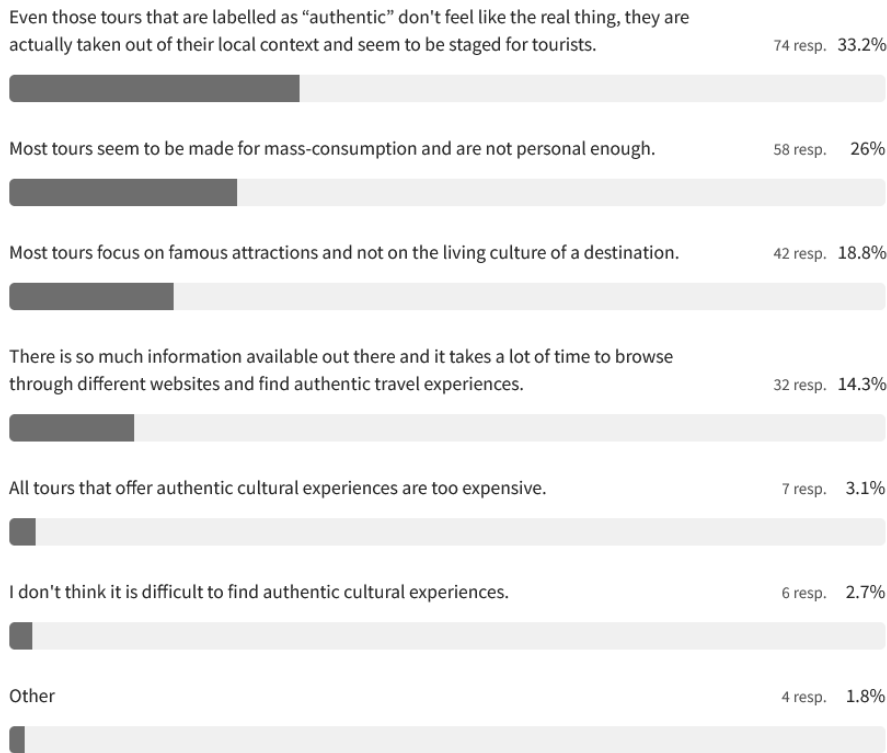 Even those tours that are labelled as “authentic” don't feel like the real thing, they are
actually taken out of their local context and seem to be staged for tourists. 74 resp. 33.2%
Most tours seem to be made for mass-consumption and are not personal enough. 58 resp. 26%
Most tours focus on famous attractions and not on the living culture of a destination. 42 resp. 18.8%
There is so much information available out there and it takes a lot of time to browse
through different websites and find authentic travel experiences. 32 resp. 14.3%
All tours that offer authentic cultural experiences are too expensive. 7 resp. 3.1%
I don't think it is difficult to find authentic cultural experiences. 6 resp. 2.7%
Other 4 resp. 1.8%